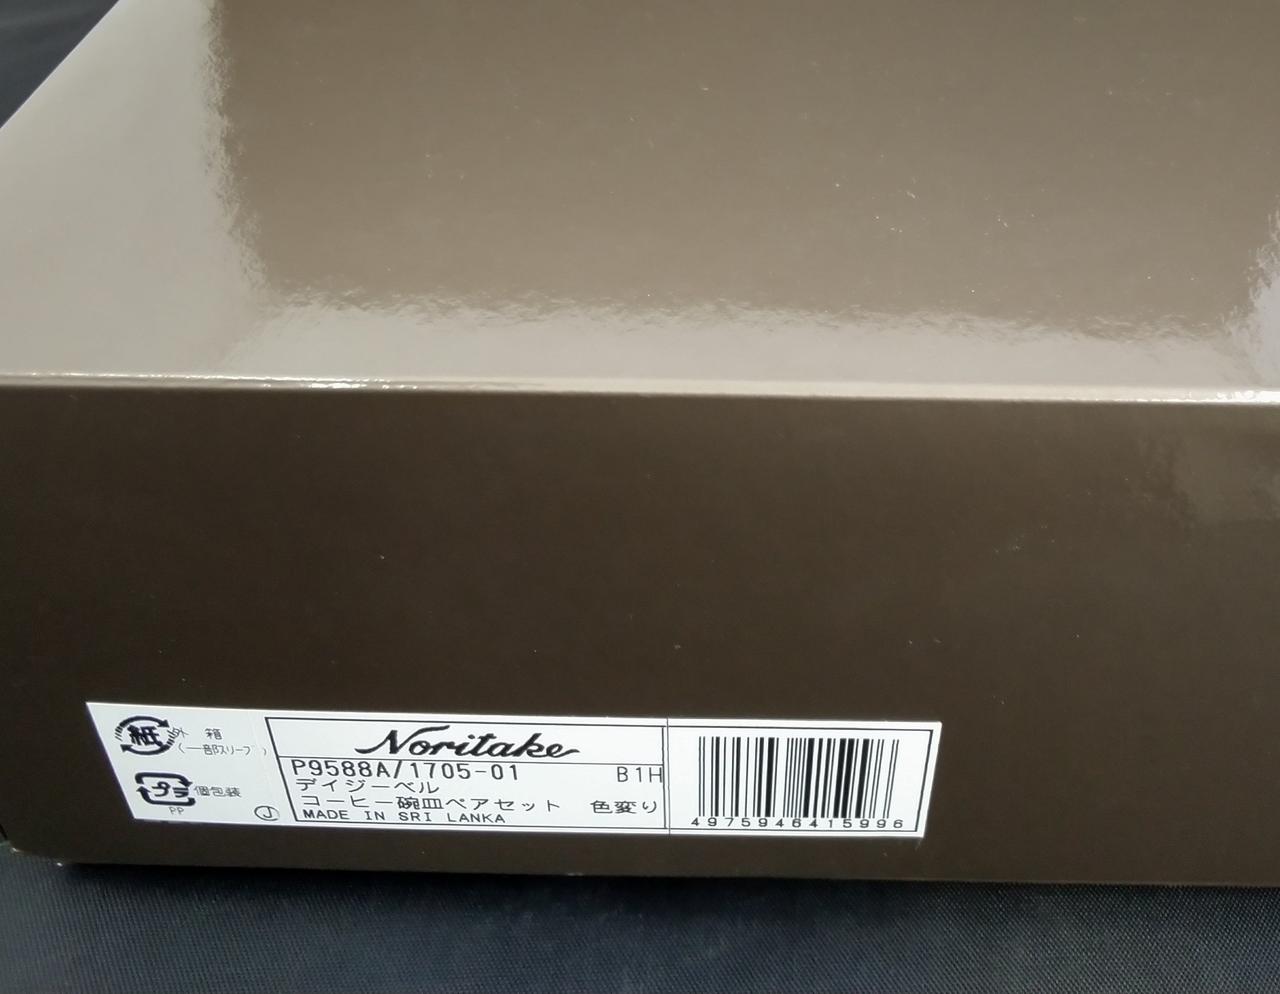 紙 外 箱
(一部スリーブ)
プラ 個包装
PP
J
Noritake
P9588A/1705-01 B1H
デイジーベル
コーヒー碗皿ペアセット 色変り
MADE IN SRI LANKA
4975946415996